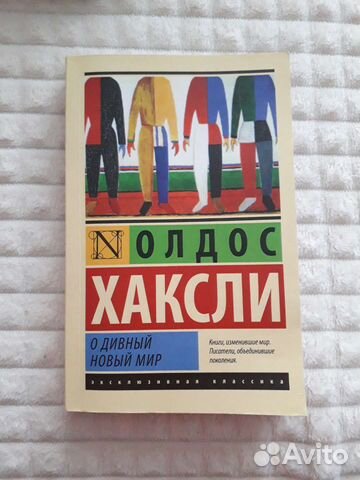 N ОЛДОС
ХАКСЛИ
О ДИВНЫЙ
НОВЫЙ МИР
Книги, изменившие мир.
Писатели, объединившие
поколения.
эксклюзивная классика
Avito